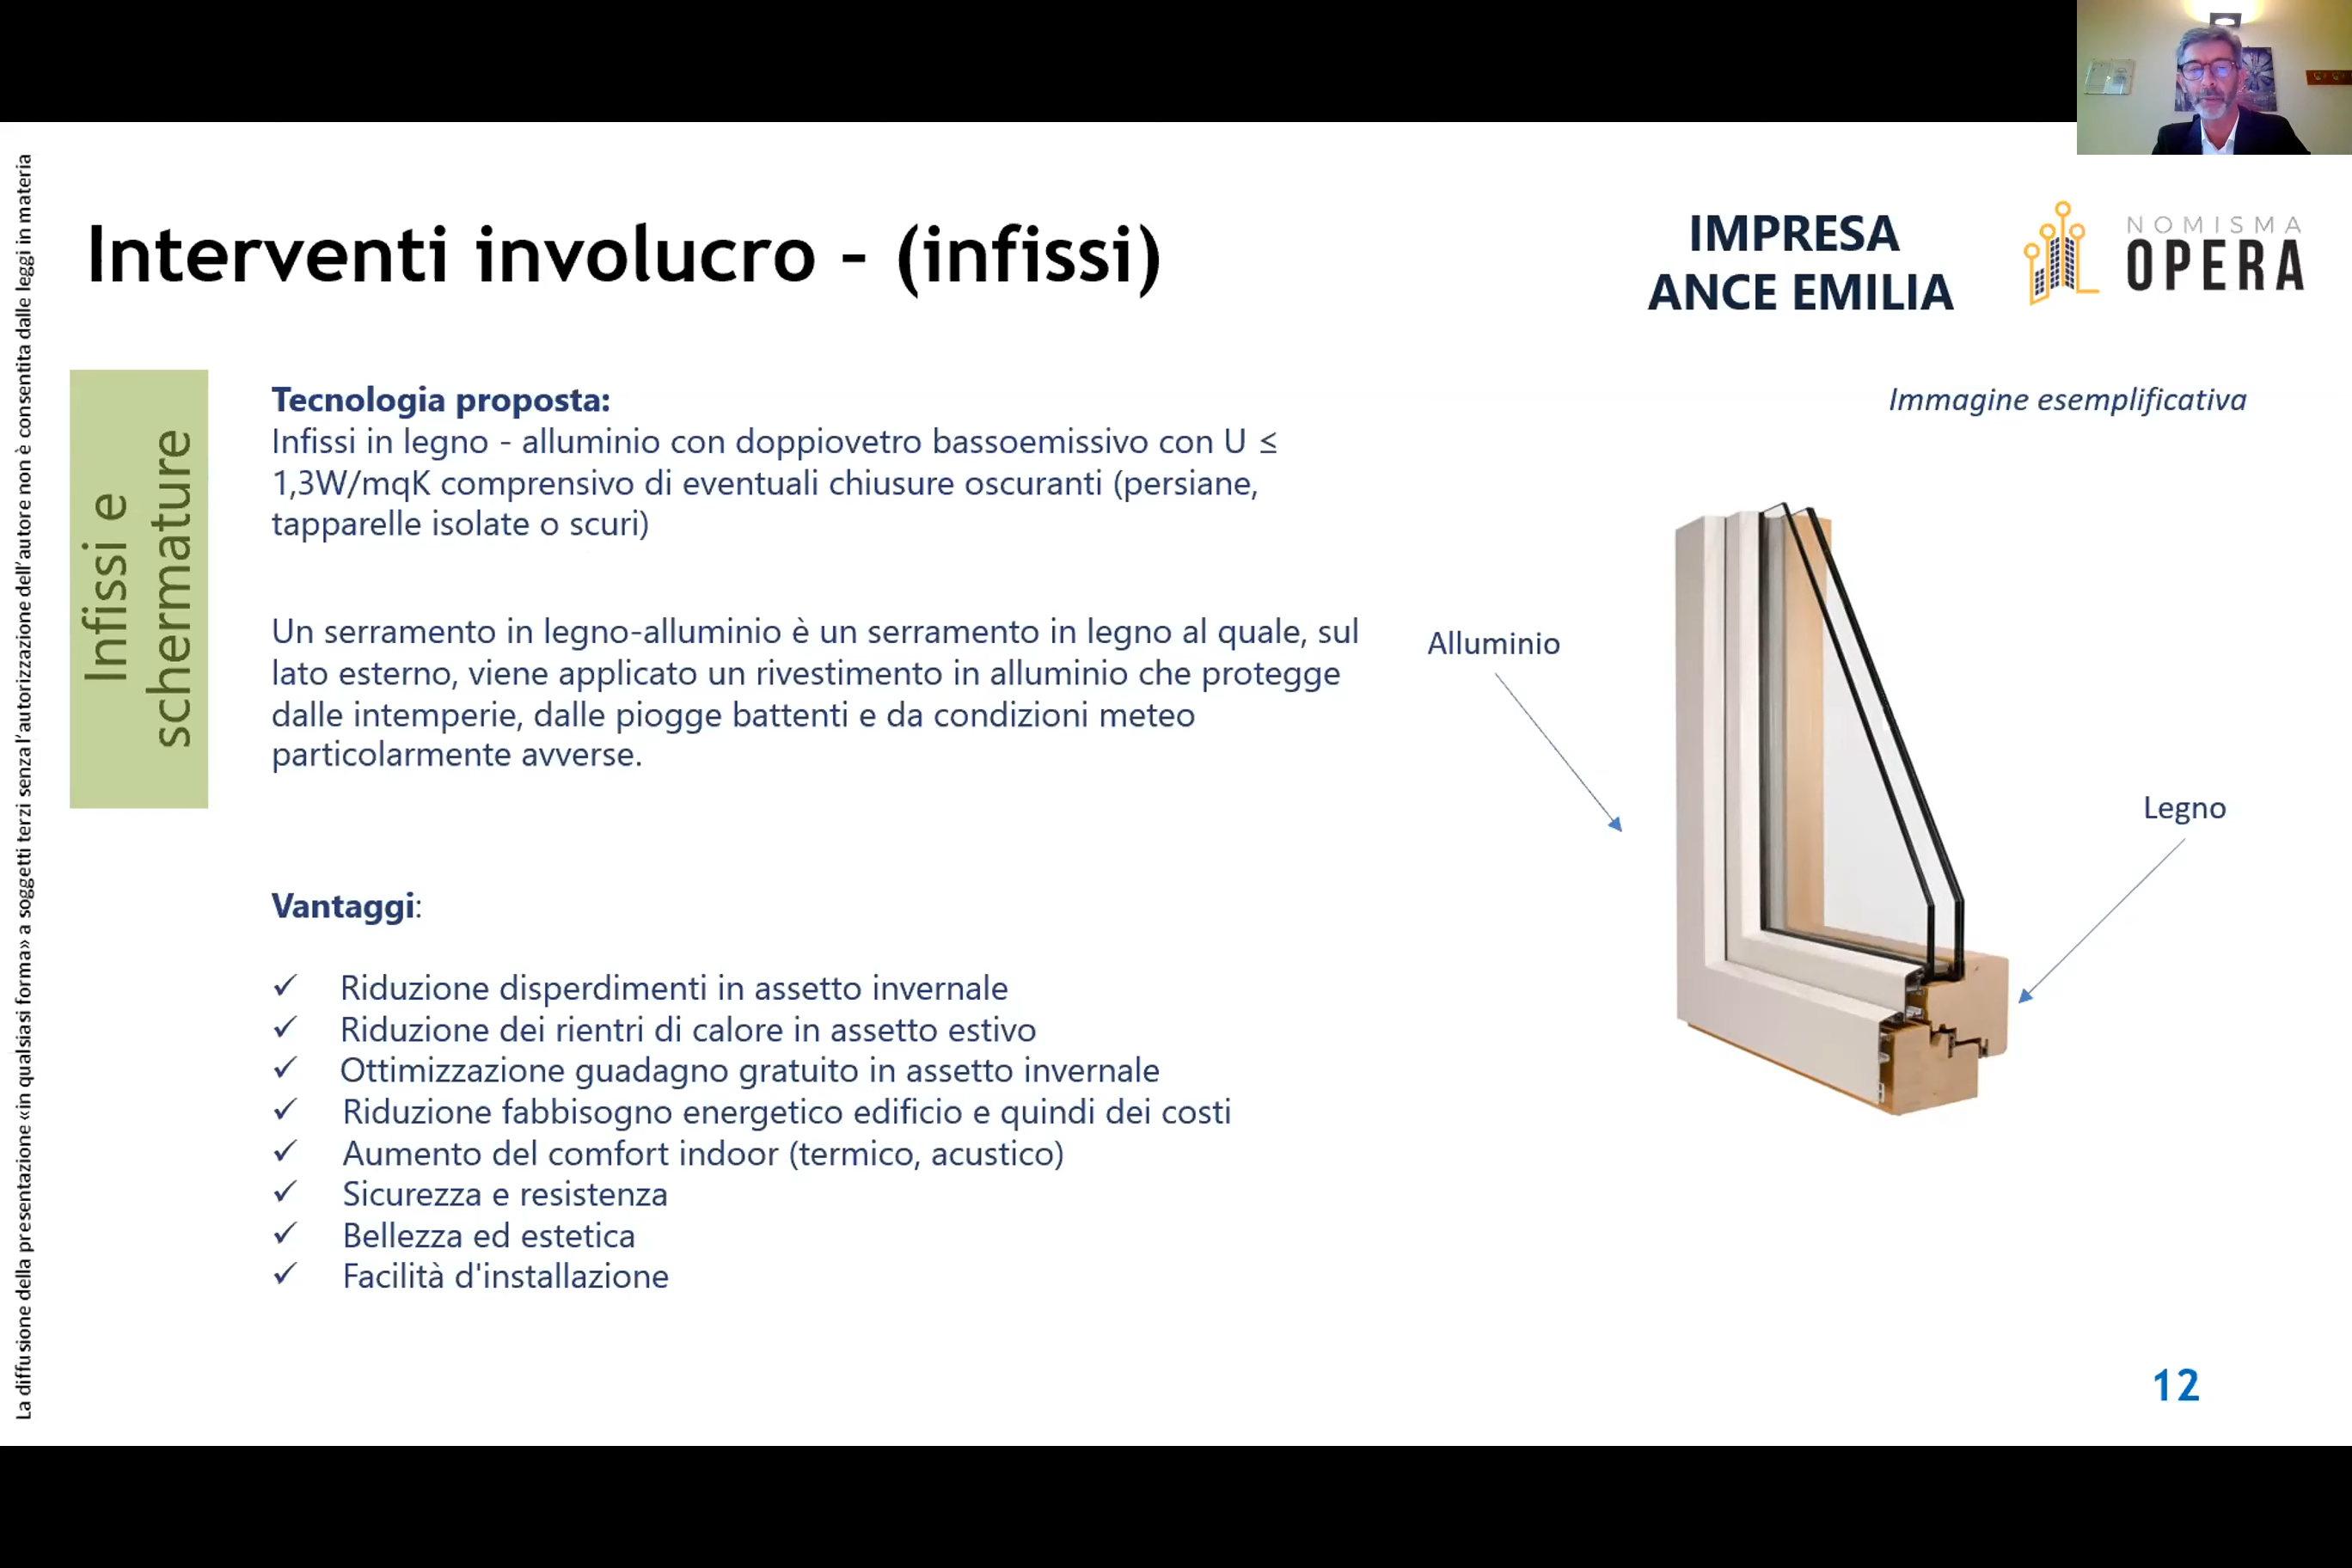 La diffusione della presentazione «in qualsiasi forma» a soggetti terzi senza l'autorizzazione dell'autore non è consentita dalle leggi in materia
Interventi involucro - (infissi)
IMPRESA
ANCE EMILIA
NOMISMA
OPERA
Infissi e
schermature
Tecnologia proposta:
Infissi in legno - alluminio con doppiovetro bassoemissivo con U ≤
1,3W/mqK comprensivo di eventuali chiusure oscuranti (persiane,
tapparelle isolate o scuri)
Un serramento in legno-alluminio è un serramento in legno al quale, sul
lato esterno, viene applicato un rivestimento in alluminio che protegge
dalle intemperie, dalle piogge battenti e da condizioni meteo
particolarmente avverse.
Vantaggi:
✓ Riduzione disperdimenti in assetto invernale
✓ Riduzione dei rientri di calore in assetto estivo
✓ Ottimizzazione guadagno gratuito in assetto invernale
✓ Riduzione fabbisogno energetico edificio e quindi dei costi
✓ Aumento del comfort indoor (termico, acustico)
✓ Sicurezza e resistenza
✓ Bellezza ed estetica
✓ Facilità d'installazione
Immagine esemplificativa
Alluminio
Legno
12